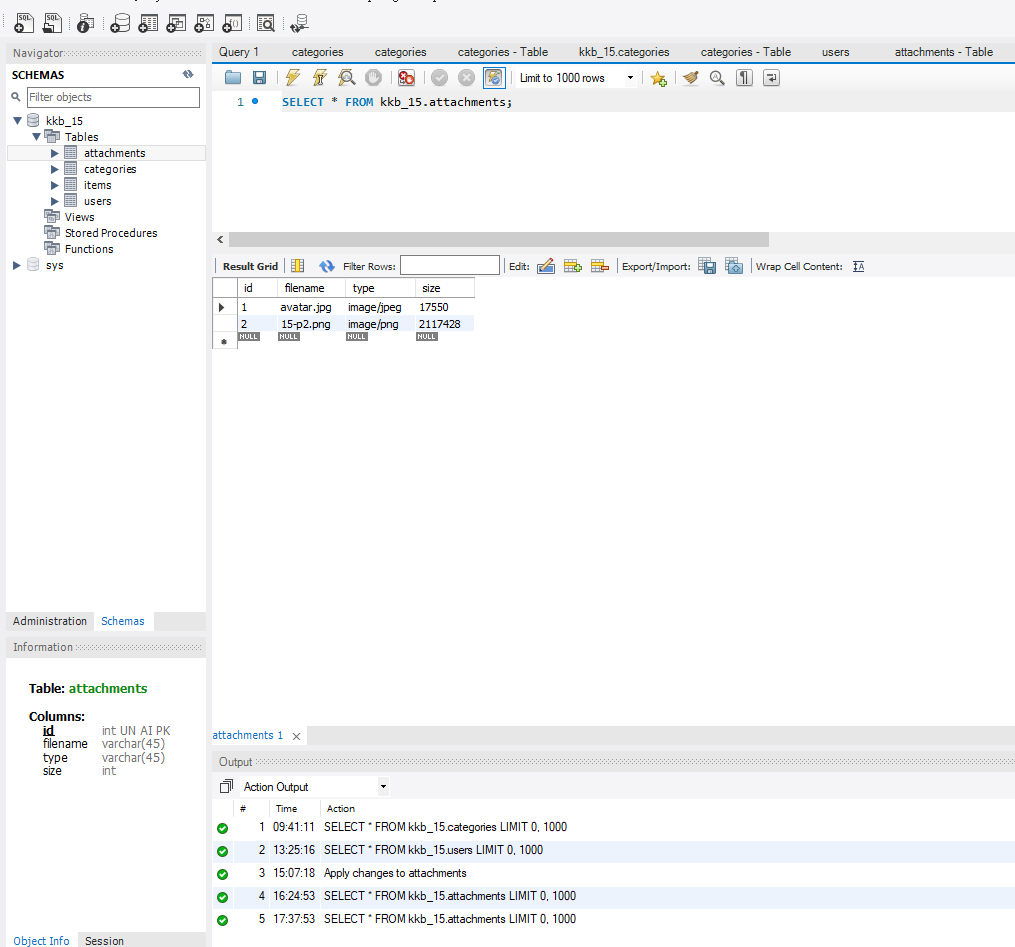 Query 1 categories categories categories - Table kkb_15.categories categories - Table users attachments - Table
Navigator
SCHEMAS
Filter objects
kkb_15
Tables
attachments
categories
items
users
Views
Stored Procedures
Functions
sys
Administration Schemas
Information
Table: attachments
Columns:
id int UN AI PK
filename varchar(45)
type varchar(45)
size int
Object Info Session
Limit to 1000 rows
1 SELECT * FROM kkb_15.attachments;
Result Grid Filter Rows: Edit: Export/Import: Wrap Cell Content:
id filename type size
1 avatar.jpg image/jpeg 17550
2 15-p2.png image/png 2117428
NULL NULL NULL NULL
attachments 1
Output
Action Output
# Time Action
1 09:41:11 SELECT * FROM kkb_15.categories LIMIT 0, 1000
2 13:25:16 SELECT * FROM kkb_15.users LIMIT 0, 1000
3 15:07:18 Apply changes to attachments
4 16:24:53 SELECT * FROM kkb_15.attachments LIMIT 0, 1000
5 17:37:53 SELECT * FROM kkb_15.attachments LIMIT 0, 1000